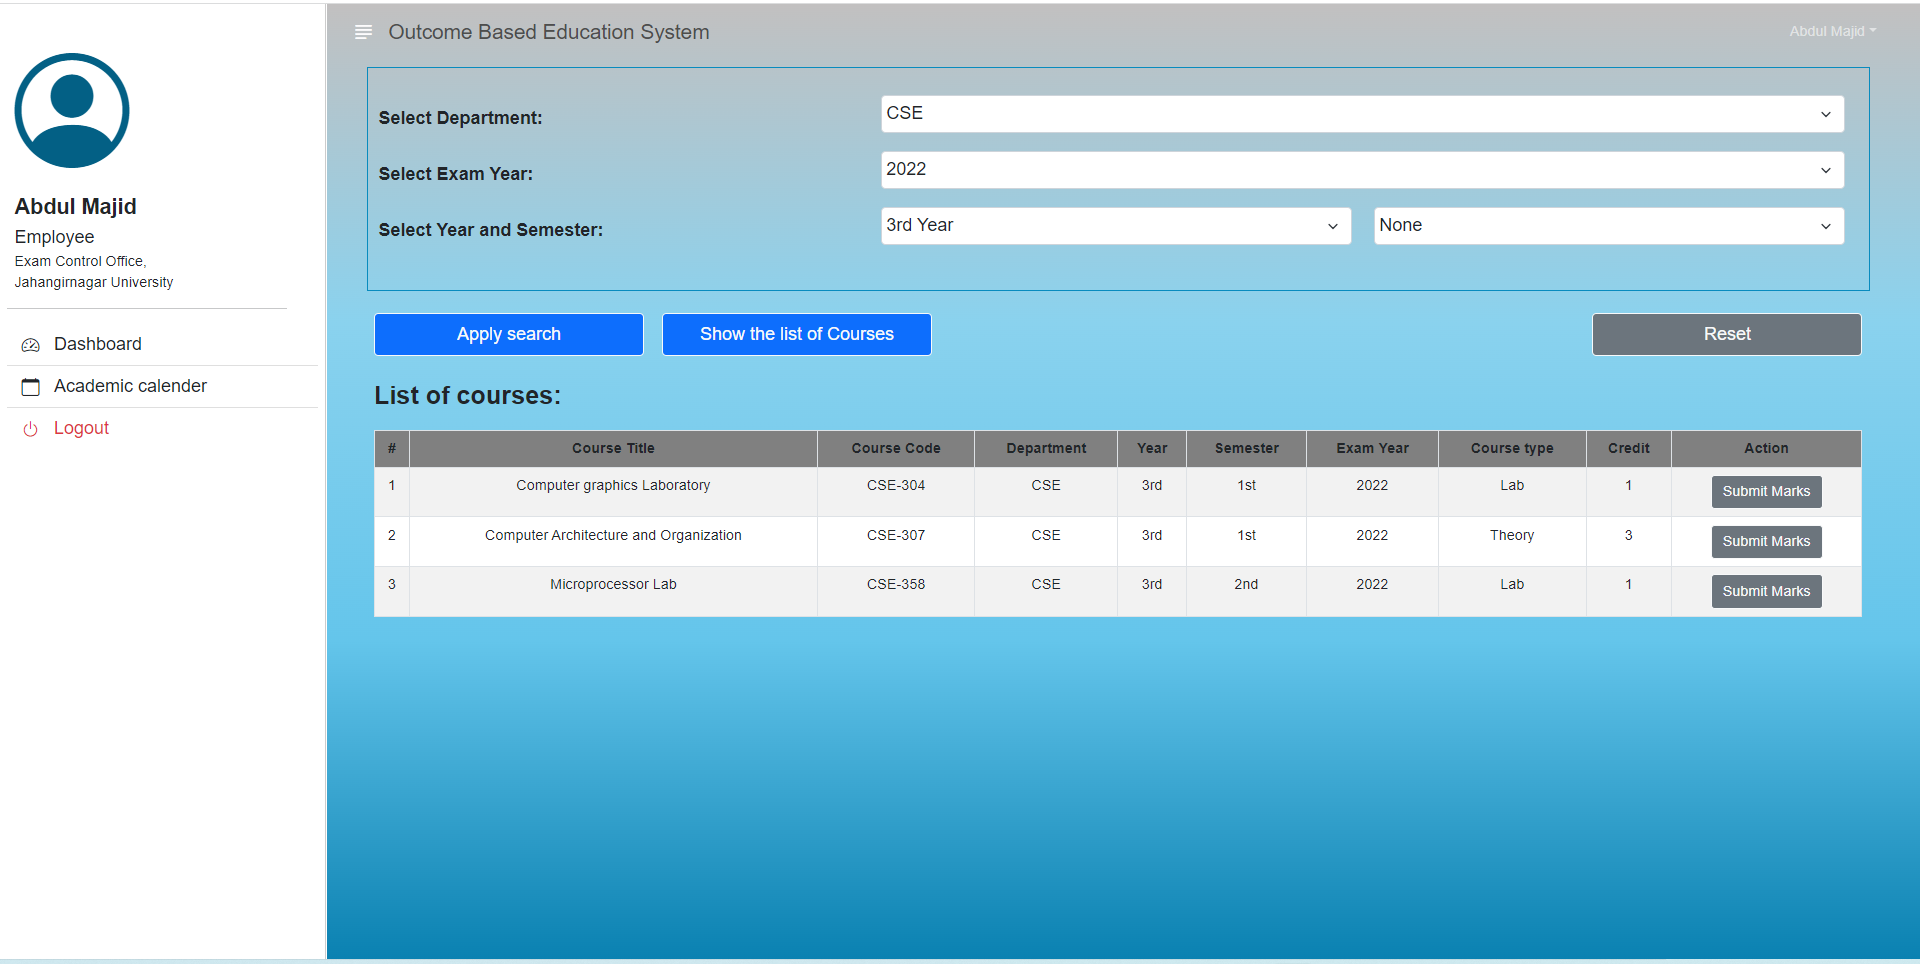 Outcome Based Education System
Abdul Majid
Abdul Majid
Employee
Exam Control Office,
Jahangirnagar University
Dashboard
Academic calender
Logout
Select Department:
CSE
Select Exam Year:
2022
Select Year and Semester:
3rd Year
None
Apply search
Show the list of Courses
Reset
List of courses:
# Course Title Course Code Department Year Semester Exam Year Course type Credit Action
1 Computer graphics Laboratory CSE-304 CSE 3rd 1st 2022 Lab 1 Submit Marks
2 Computer Architecture and Organization CSE-307 CSE 3rd 1st 2022 Theory 3 Submit Marks
3 Microprocessor Lab CSE-358 CSE 3rd 2nd 2022 Lab 1 Submit Marks